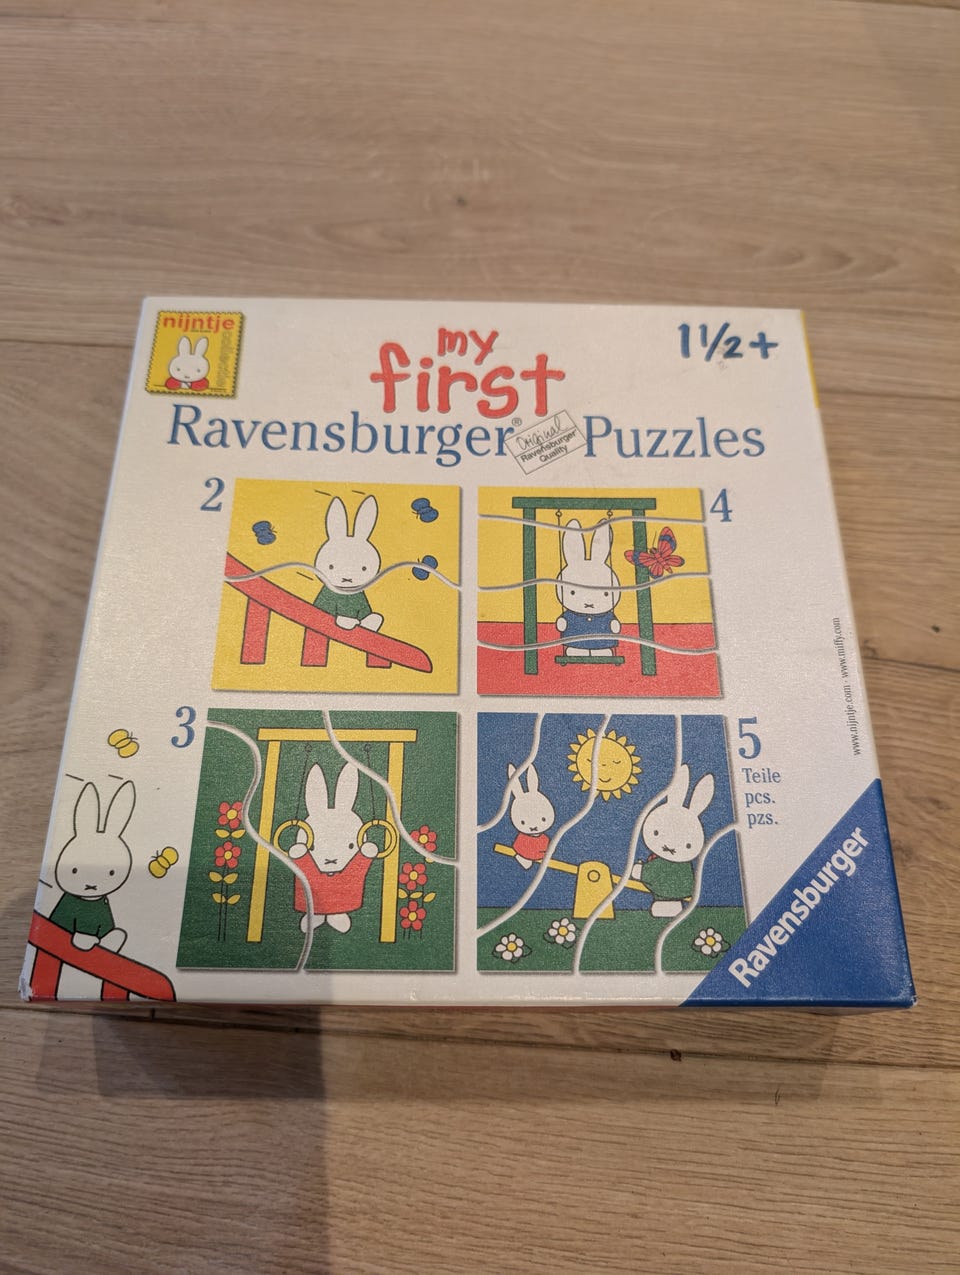 nijntje
collectie
my
first
1½+
Ravensburger® Puzzles
Original
Ravensburger
Quality
2
4
3
5
Teile
pcs.
pzs.
www.nijntje.com · www.miffy.com
Ravensburger